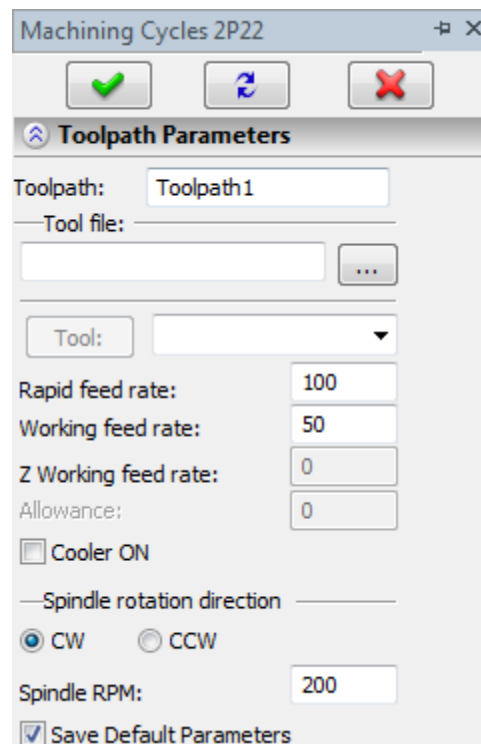 Machining Cycles 2P22
Toolpath Parameters
Toolpath: Toolpath1
Tool file:
...
Tool:
Rapid feed rate: 100
Working feed rate: 50
Z Working feed rate: 0
Allowance: 0
Cooler ON
Spindle rotation direction
CW CCW
Spindle RPM: 200
Save Default Parameters